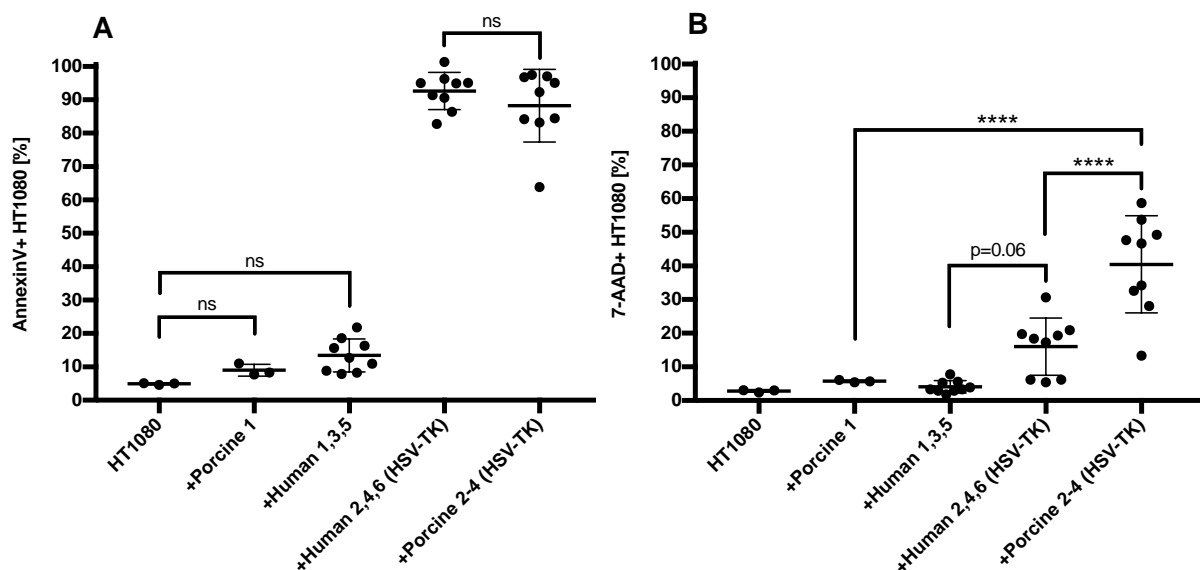 A
ns
100
90
80
70
60
50
40
30
20
10
0
AnnexinV+ HT1080 [%]
ns
ns
HT1080
+Porcine 1
+Human 1,3,5
+Human 2,4,6 (HSV-TK)
+Porcine 2-4 (HSV-TK)
B
100
90
80
70
60
50
40
30
20
10
0
7-AAD+ HT1080 [%]
****
****
p=0.06
HT1080
+Porcine 1
+Human 1,3,5
+Human 2,4,6 (HSV-TK)
+Porcine 2-4 (HSV-TK)